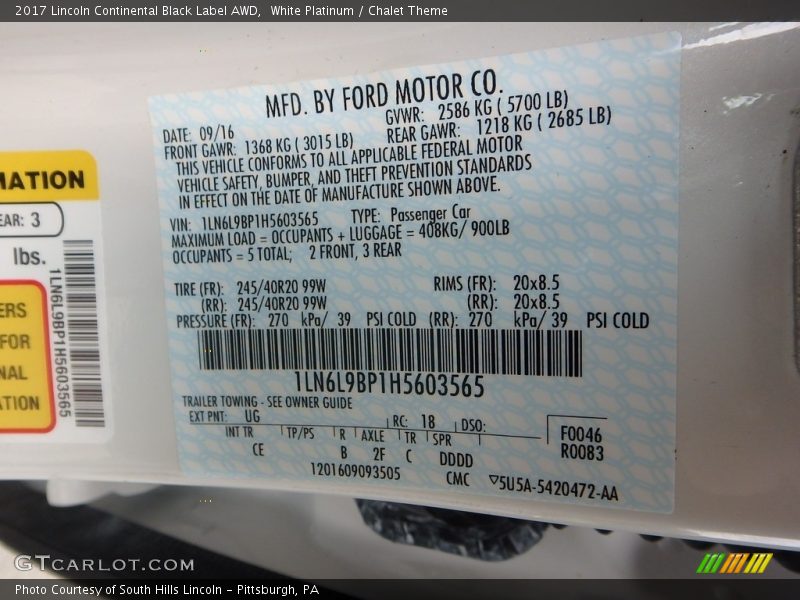 2017 Lincoln Continental Black Label AWD, White Platinum / Chalet Theme
MFD. BY FORD MOTOR CO.
DATE: 09/16 GVWR: 2586 KG ( 5700 LB)
FRONT GAWR: 1368 KG ( 3015 LB) REAR GAWR: 1218 KG ( 2685 LB)
THIS VEHICLE CONFORMS TO ALL APPLICABLE FEDERAL MOTOR
VEHICLE SAFETY, BUMPER, AND THEFT PREVENTION STANDARDS
IN EFFECT ON THE DATE OF MANUFACTURE SHOWN ABOVE.
VIN: 1LN6L9BP1H5603565 TYPE: Passenger Car
MAXIMUM LOAD = OCCUPANTS + LUGGAGE = 408KG/ 900LB
OCCUPANTS = 5 TOTAL; 2 FRONT, 3 REAR
TIRE (FR): 245/40R20 99W RIMS (FR): 20x8.5
(RR): 245/40R20 99W (RR): 20x8.5
PRESSURE (FR): 270 kPa/ 39 PSI COLD (RR): 270 kPa/ 39 PSI COLD
1LN6L9BP1H5603565
TRAILER TOWING - SEE OWNER GUIDE
EXT PNT: UG RC: 18 DSO:
F0046
R0083
INT TR TP/PS R AXLE TR SPR
CE B 2F C DDDD
1201609093505 CMC ▽5U5A-5420472-AA
MATION
EAR: 3
lbs.
1LN6L9BP1H5603565
ERS
FOR
NAL
ATION
GTCARLOT.COM
Photo Courtesy of South Hills Lincoln - Pittsburgh, PA